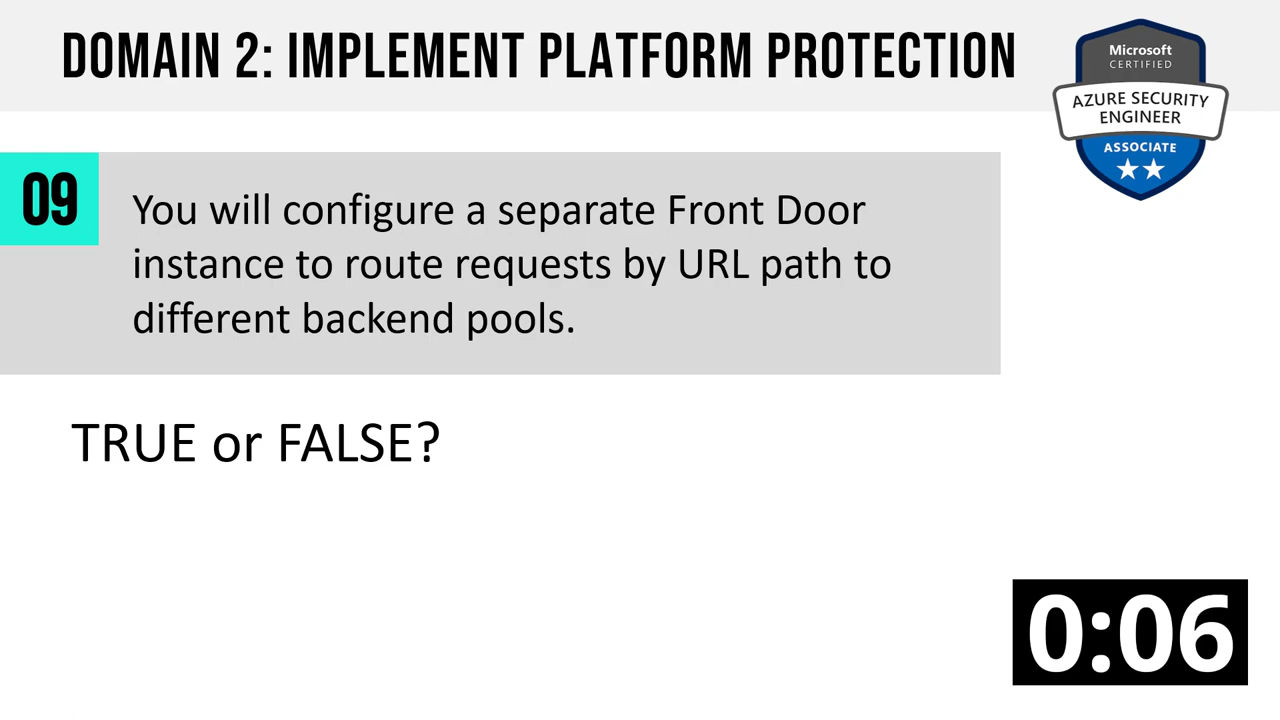 DOMAIN 2: IMPLEMENT PLATFORM PROTECTION
Microsoft
CERTIFIED
AZURE SECURITY
ENGINEER
ASSOCIATE
09
You will configure a separate Front Door
instance to route requests by URL path to
different backend pools.
TRUE or FALSE?
0:06